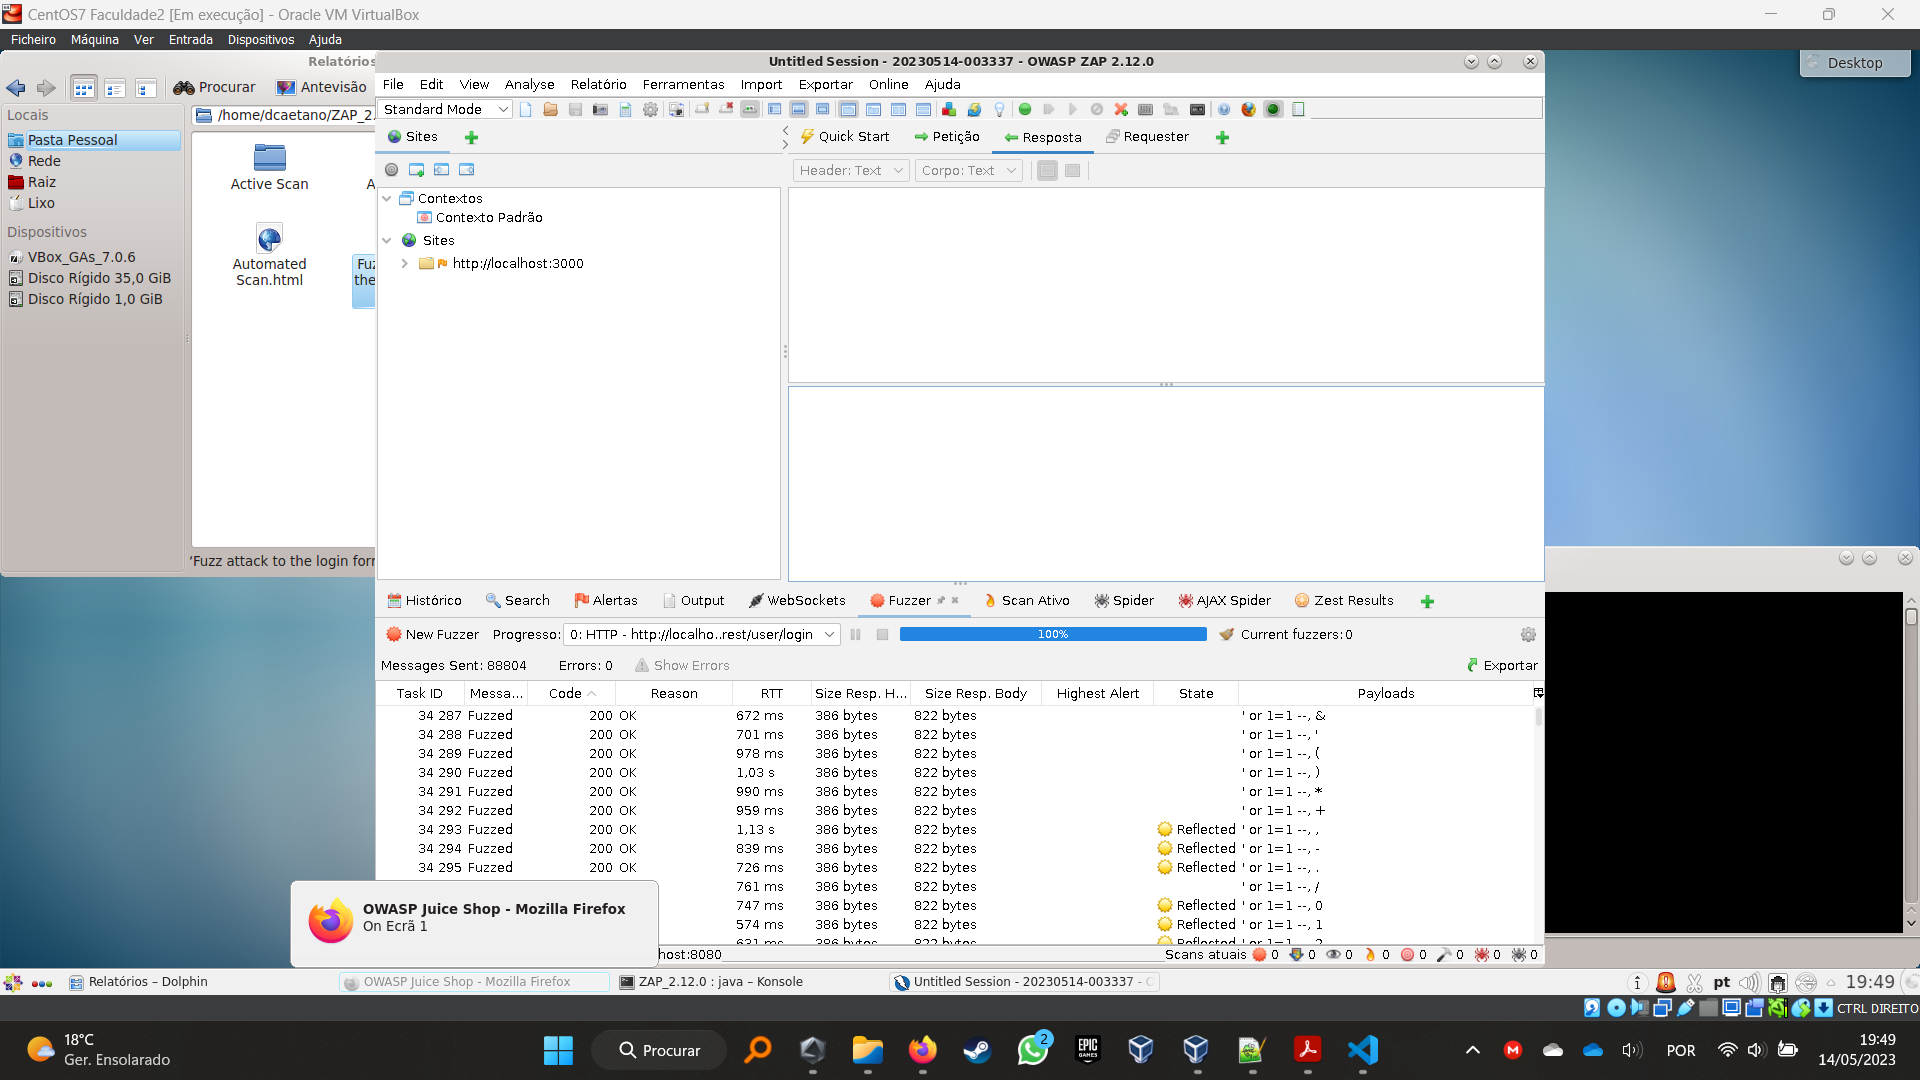 CentOS7 Faculdade2 [Em execução] - Oracle VM VirtualBox
Ficheiro Máquina Ver Entrada Dispositivos Ajuda
Relatórios
Procurar Antevisão
Locais
/home/dcaetano/ZAP_2.
Pasta Pessoal
Rede
Raiz
Lixo
Dispositivos
VBox_GAs_7.0.6
Disco Rígido 35,0 GiB
Disco Rígido 1,0 GiB
Active Scan
A
Automated
Scan.html
Fuz
the
'Fuzz attack to the login forr
Desktop
Untitled Session - 20230514-003337 - OWASP ZAP 2.12.0
File Edit View Analyse Relatório Ferramentas Import Exportar Online Ajuda
Standard Mode
Sites
Quick Start Petição Resposta Requester
Header: Text Corpo: Text
Contextos
Contexto Padrão
Sites
http://localhost:3000
Histórico Search Alertas Output WebSockets Fuzzer Scan Ativo Spider AJAX Spider Zest Results
New Fuzzer Progresso: 0: HTTP - http://localho..rest/user/login 100% Current fuzzers:0
Messages Sent: 88804 Errors: 0 Show Errors Exportar
Task ID Messa... Code Reason RTT Size Resp. H... Size Resp. Body Highest Alert State Payloads
34 287 Fuzzed 200 OK 672 ms 386 bytes 822 bytes ' or 1=1 --, &
34 288 Fuzzed 200 OK 701 ms 386 bytes 822 bytes ' or 1=1 --, '
34 289 Fuzzed 200 OK 978 ms 386 bytes 822 bytes ' or 1=1 --, (
34 290 Fuzzed 200 OK 1,03 s 386 bytes 822 bytes ' or 1=1 --, )
34 291 Fuzzed 200 OK 990 ms 386 bytes 822 bytes ' or 1=1 --, *
34 292 Fuzzed 200 OK 959 ms 386 bytes 822 bytes ' or 1=1 --, +
34 293 Fuzzed 200 OK 1,13 s 386 bytes 822 bytes Reflected ' or 1=1 --, ,
34 294 Fuzzed 200 OK 839 ms 386 bytes 822 bytes Reflected ' or 1=1 --, -
34 295 Fuzzed 200 OK 726 ms 386 bytes 822 bytes Reflected ' or 1=1 --, .
761 ms 386 bytes 822 bytes ' or 1=1 --, /
747 ms 386 bytes 822 bytes Reflected ' or 1=1 --, 0
574 ms 386 bytes 822 bytes Reflected ' or 1=1 --, 1
631 ms 386 bytes 822 bytes Reflected ' or 1=1 --, 2
OWASP Juice Shop - Mozilla Firefox
On Ecrã 1
host:8080 Scans atuais 0 0 0 0 0 0 0 0
Relatórios – Dolphin OWASP Juice Shop - Mozilla Firefox ZAP_2.12.0 : java – Konsole Untitled Session - 20230514-003337 - O pt 19:49
CTRL DIREITO
18°C
Ger. Ensolarado
Procurar
2
EPIC
GAMES
POR
19:49
14/05/2023